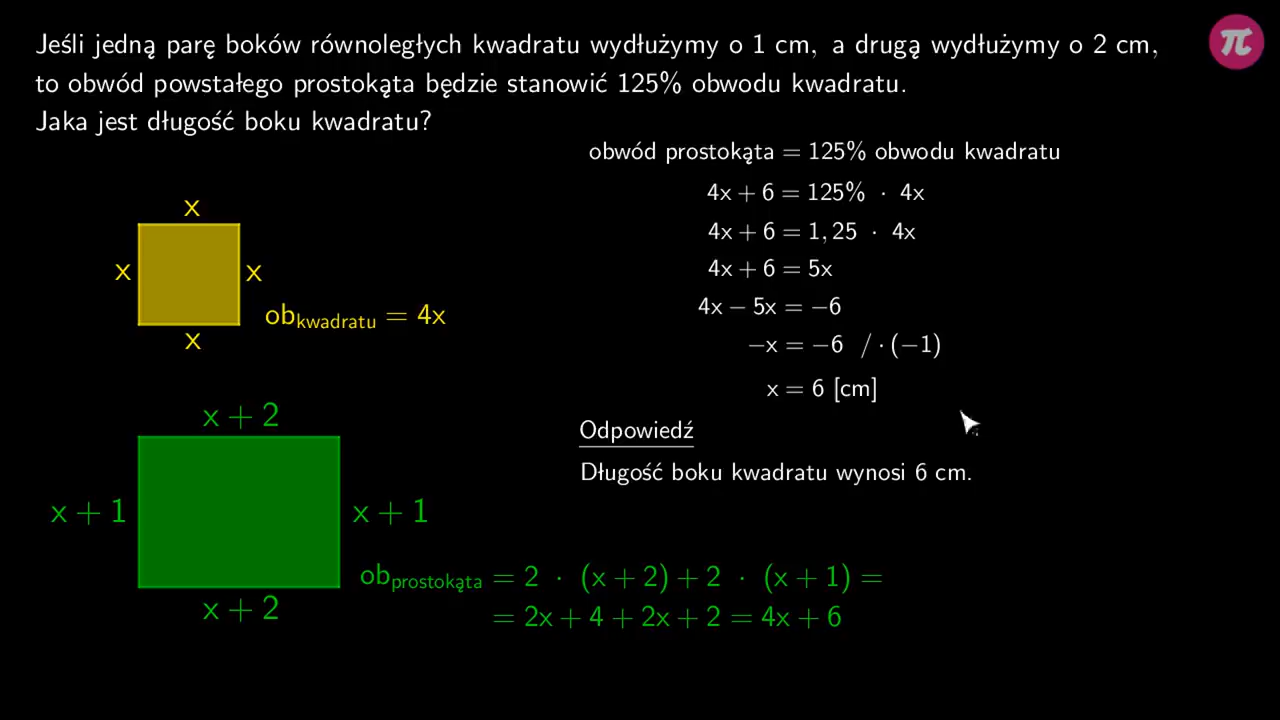 Jeśli jedną parę boków równoległych kwadratu wydłużymy o 1 cm, a drugą wydłużymy o 2 cm,
to obwód powstałego prostokąta będzie stanowić 125% obwodu kwadratu.
Jaka jest długość boku kwadratu?
π
obwód prostokąta = 125% obwodu kwadratu
4x + 6 = 125% · 4x
4x + 6 = 1, 25 · 4x
4x + 6 = 5x
4x − 5x = −6
−x = −6 / · (−1)
x = 6 [cm]
Odpowiedź
Długość boku kwadratu wynosi 6 cm.
x
x
x
x
ob kwadratu = 4x
x + 2
x + 1
x + 1
x + 2
ob prostokąta = 2 · (x + 2) + 2 · (x + 1) =
= 2x + 4 + 2x + 2 = 4x + 6